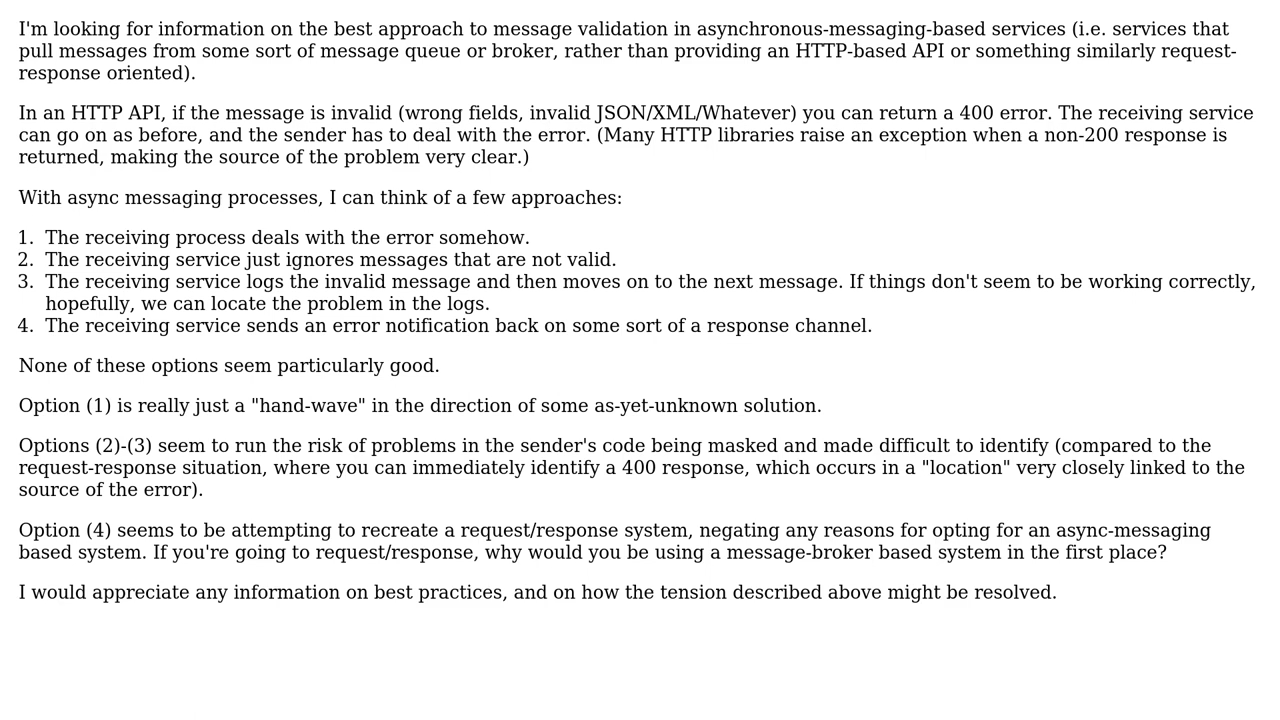 I'm looking for information on the best approach to message validation in asynchronous-messaging-based services (i.e. services that
pull messages from some sort of message queue or broker, rather than providing an HTTP-based API or something similarly request-
response oriented).
In an HTTP API, if the message is invalid (wrong fields, invalid JSON/XML/Whatever) you can return a 400 error. The receiving service
can go on as before, and the sender has to deal with the error. (Many HTTP libraries raise an exception when a non-200 response is
returned, making the source of the problem very clear.)
With async messaging processes, I can think of a few approaches:
1. The receiving process deals with the error somehow.
2. The receiving service just ignores messages that are not valid.
3. The receiving service logs the invalid message and then moves on to the next message. If things don't seem to be working correctly,
hopefully, we can locate the problem in the logs.
4. The receiving service sends an error notification back on some sort of a response channel.
None of these options seem particularly good.
Option (1) is really just a "hand-wave" in the direction of some as-yet-unknown solution.
Options (2)-(3) seem to run the risk of problems in the sender's code being masked and made difficult to identify (compared to the
request-response situation, where you can immediately identify a 400 response, which occurs in a "location" very closely linked to the
source of the error).
Option (4) seems to be attempting to recreate a request/response system, negating any reasons for opting for an async-messaging
based system. If you're going to request/response, why would you be using a message-broker based system in the first place?
I would appreciate any information on best practices, and on how the tension described above might be resolved.